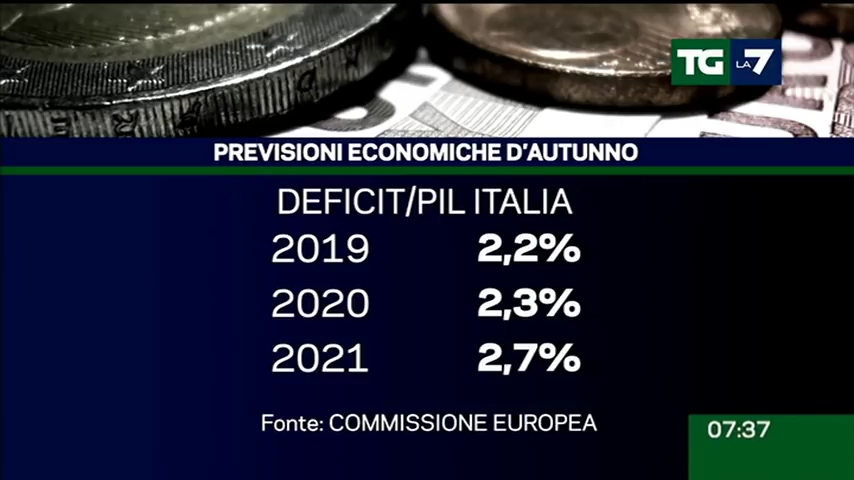 TG LA7
PREVISIONI ECONOMICHE D'AUTUNNO
DEFICIT/PIL ITALIA
2019 2,2%
2020 2,3%
2021 2,7%
Fonte: COMMISSIONE EUROPEA
07:37